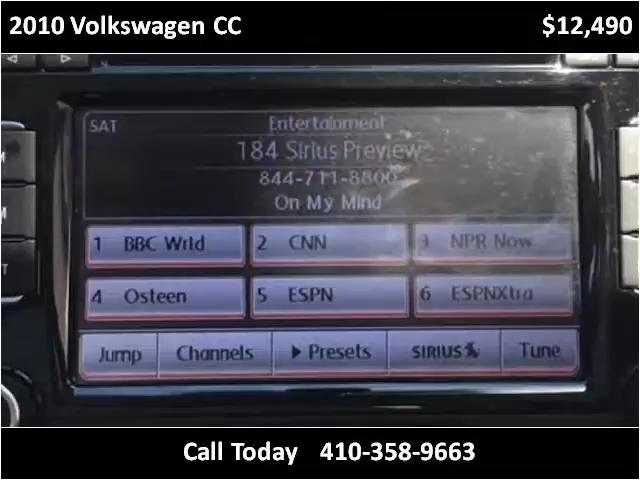 2010 Volkswagen CC $12,490
SAT Entertainment
184 Sirius Preview
844-711-8800
On My Mind
1 BBC Wrld 2 CNN 3 NPR Now
4 Osteen 5 ESPN 6 ESPNXtra
Jump Channels Presets SIRIUS Tune
M
M
T
Call Today 410-358-9663